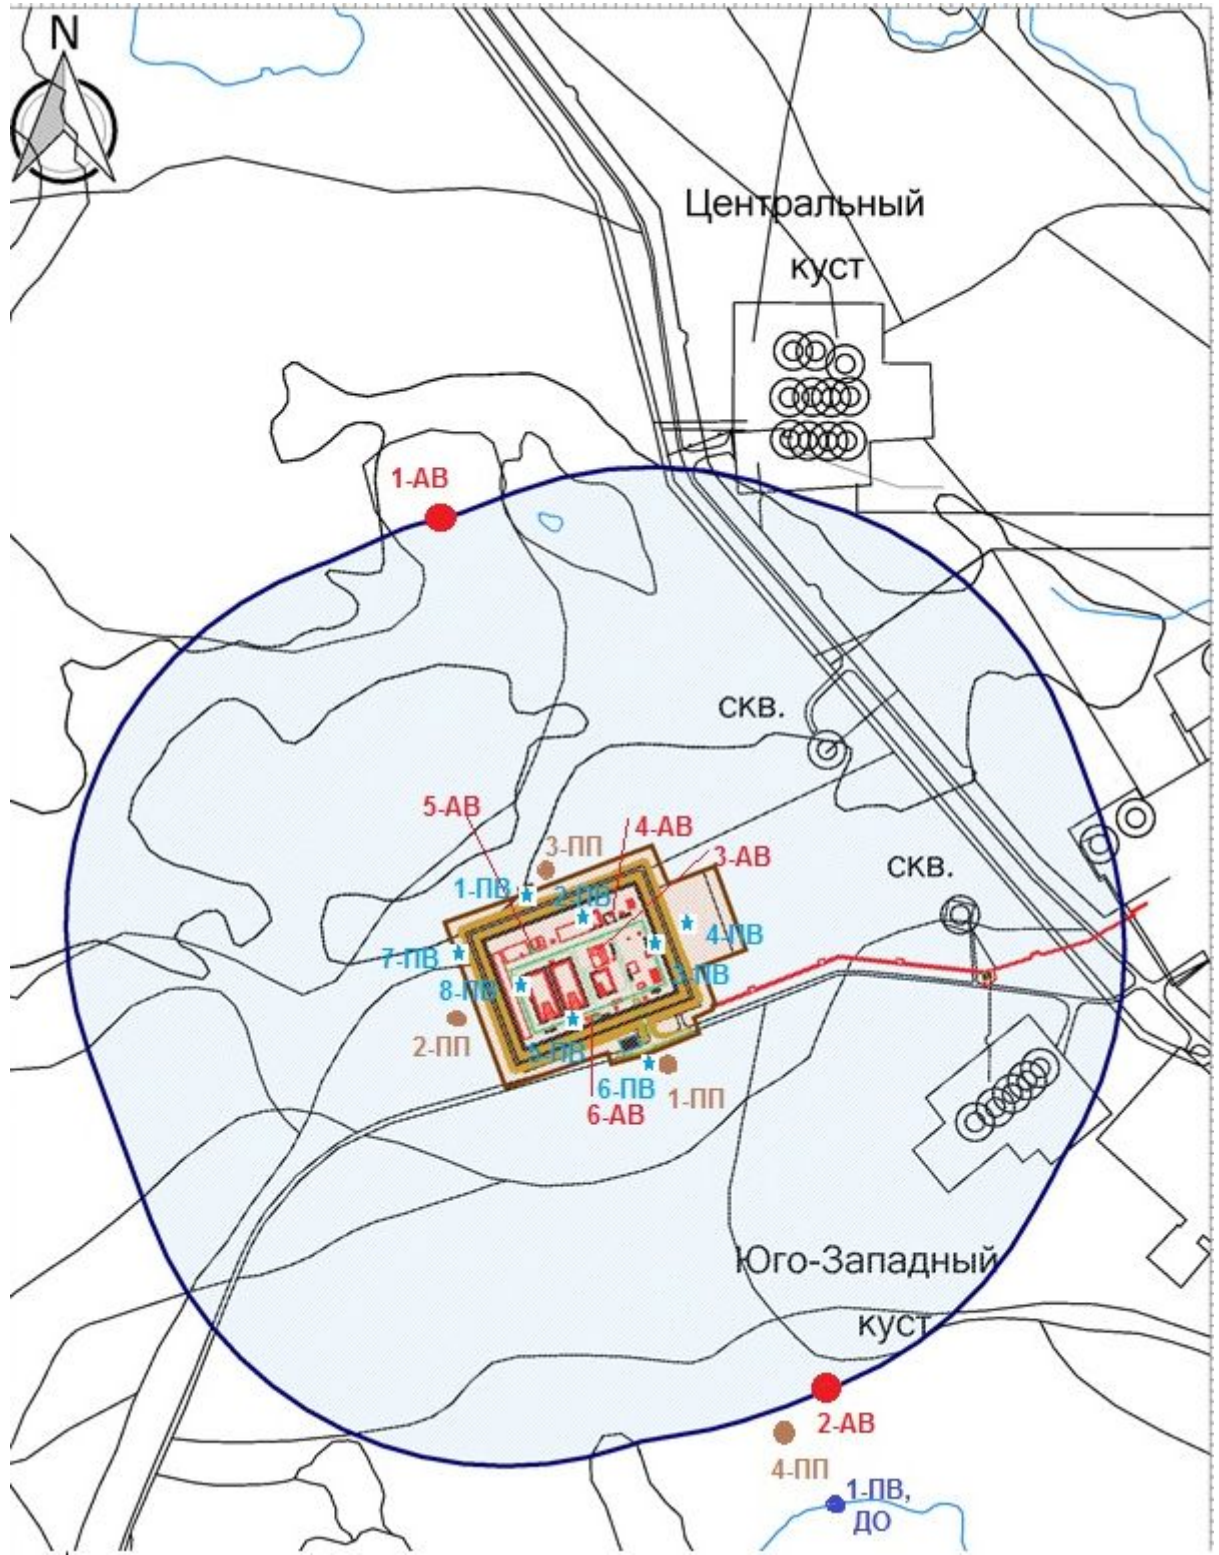 N
Центральный
куст
1-АВ
скв.
5-АВ
4-АВ
3-ПП
3-АВ
скв.
1-ПВ
2-ПВ
4-ПВ
7-ПВ
3-ПВ
8-ПВ
2-ПП
5-ПВ
6-ПВ
1-ПП
6-АВ
Юго-Западный
куст
2-АВ
4-ПП
1-ПВ,
ДО